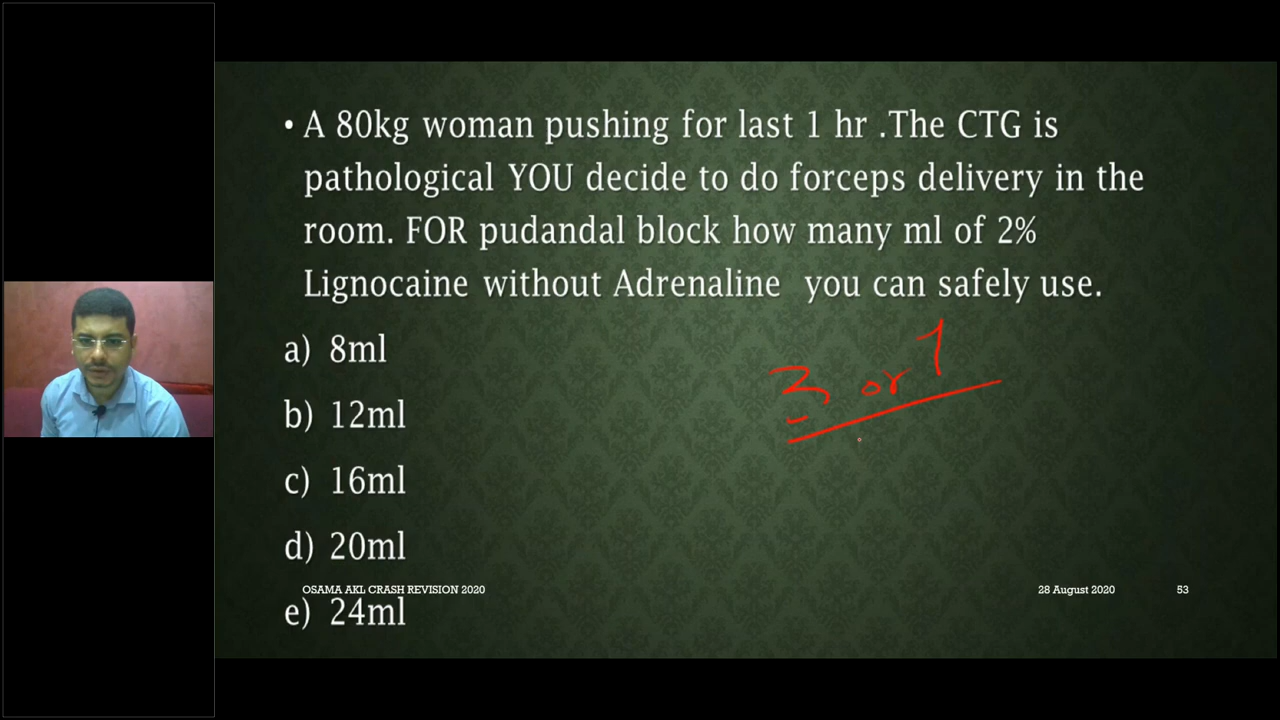 • A 80kg woman pushing for last 1 hr .The CTG is
pathological YOU decide to do forceps delivery in the
room. FOR pudandal block how many ml of 2%
Lignocaine without Adrenaline you can safely use.
a) 8ml
3 or 7
b) 12ml
c) 16ml
d) 20ml
OSAMA AKL CRASH REVISION 2020
28 August 2020
53
e) 24ml